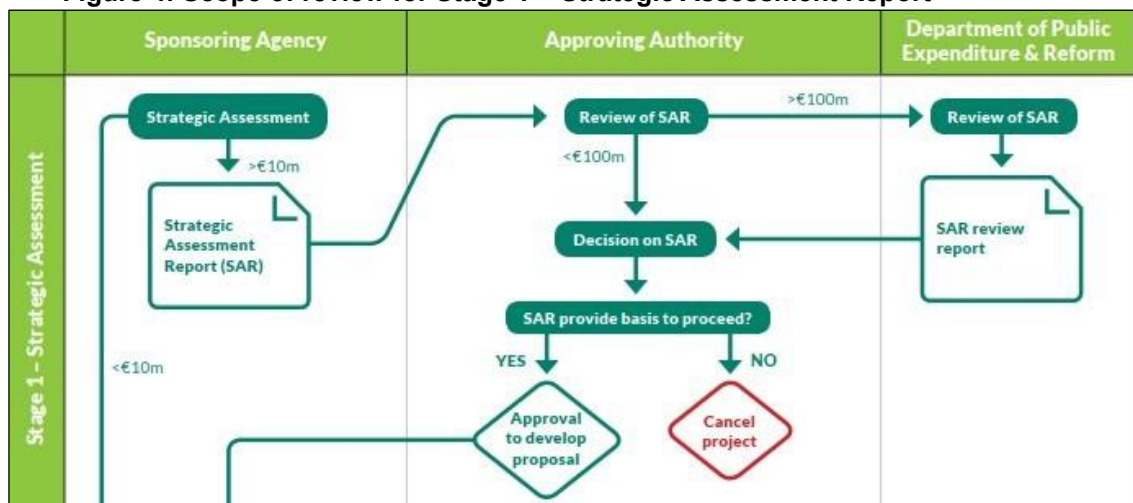 Scope of review for Stage 1 – Strategic Assessment Report
Sponsoring Agency
Approving Authority
Department of Public
Expenditure & Reform
Stage 1 – Strategic Assessment
Strategic Assessment
>€10m
Strategic
Assessment
Report (SAR)
<€10m
Review of SAR
>€100m
<€100m
Review of SAR
SAR review
report
Decision on SAR
SAR provide basis to proceed?
YES
NO
Approval
to develop
proposal
Cancel
project